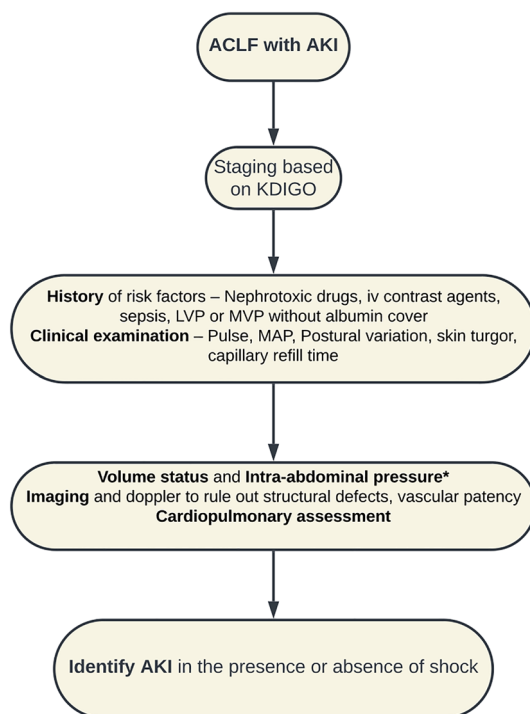 ACLF with AKI
Staging based
on KDIGO
History of risk factors – Nephrotoxic drugs, iv contrast agents,
sepsis, LVP or MVP without albumin cover
Clinical examination – Pulse, MAP, Postural variation, skin turgor,
capillary refill time
Volume status and Intra-abdominal pressure*
Imaging and doppler to rule out structural defects, vascular patency
Cardiopulmonary assessment
Identify AKI in the presence or absence of shock